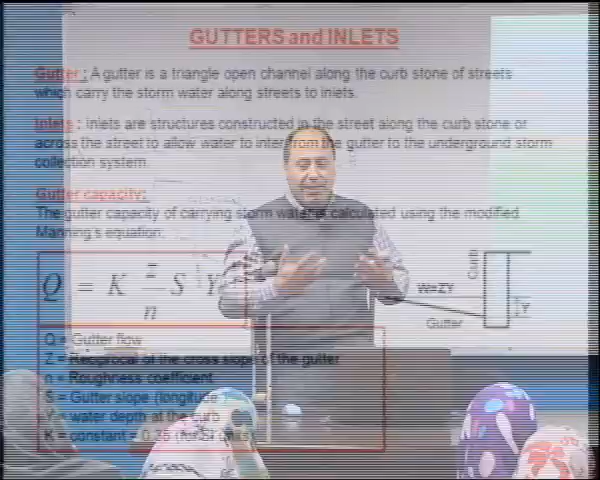 GUTTERS and INLETS
Gutter : A gutter is a triangle open channel along the curb stone of streets
which carry the storm water along streets to inlets.
Inlets : Inlets are structures constructed in the street along the curb stone or
across the street to allow water to inter from the gutter to the underground storm
collection system.
Gutter capacity:
The gutter capacity of carrying storm water is calculated using the modified
Manning's equation:
Q = K z/n S Y
Curb
W=ZY
Y
Gutter
Q = Gutter flow
Z = Reciprocal of the cross slope of the gutter
n = Roughness coefficient
S = Gutter slope (longitude )
Y = water depth at the curb
K = constant = 0.35 (for SI units)